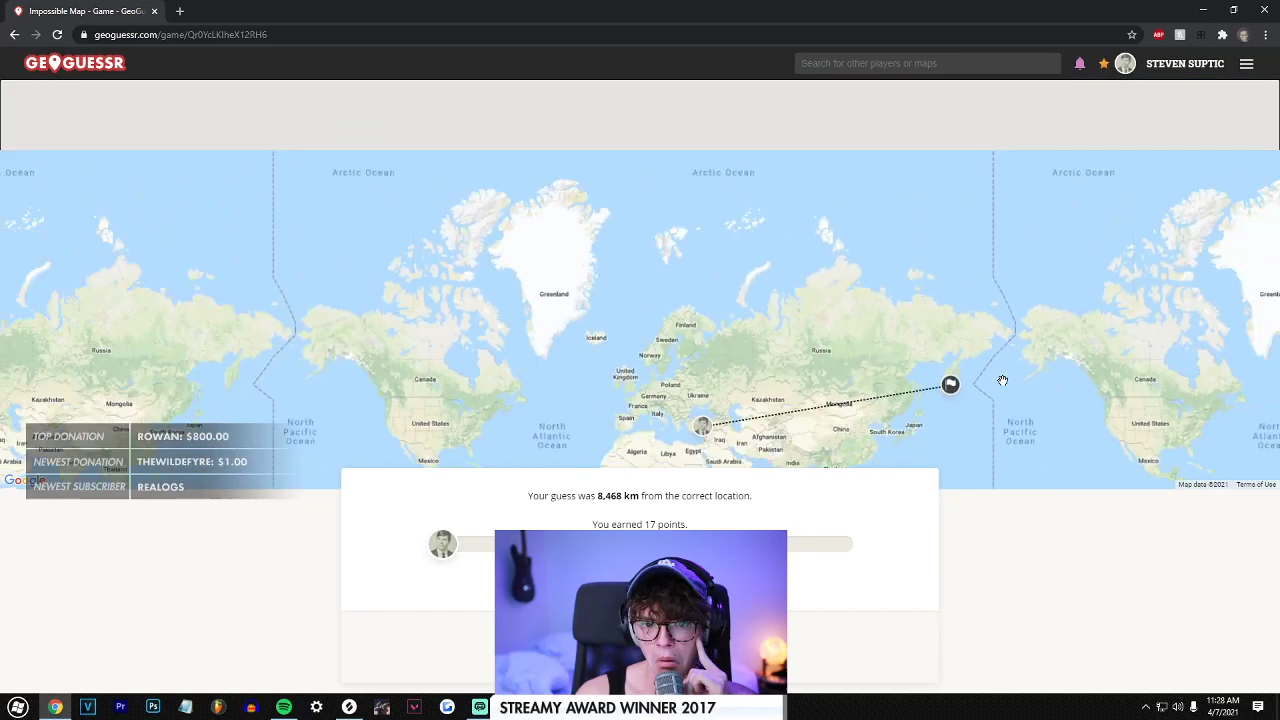 Impossible Map - GeoGu
geoguessr.com/game/Qr0YcLKIheX12RH6
GEOGUESSR
Search for other players or maps
STEVEN SUPTIC
Ocean
Arctic Ocean
Arctic Ocean
Arctic Ocean
Greenland
Greenland
Iceland
Finland
Sweden
Norway
Russia
Russia
United Kingdom
Poland
Germany
Ukraine
France
Italy
Spain
Canada
Canada
Kazakhstan
Mongolia
Kazakhstan
Mongolia
United States
United States
North Pacific Ocean
North Atlantic Ocean
North Pacific Ocean
Iraq
Iran
Afghanistan
Pakistan
China
Japan
South Korea
Algeria
Libya
Egypt
Saudi Arabia
India
Mexico
Mexico
TOP DONATION ROWAN: $800.00
NEWEST DONATION THEWILDEFYRE: $1.00
NEWEST SUBSCRIBER REALOGS
Google
Map data ©2021 Terms of Use
Your guess was 8,468 km from the correct location.
You earned 17 points.
STREAMY AWARD WINNER 2017
11:28 AM
4/7/2021